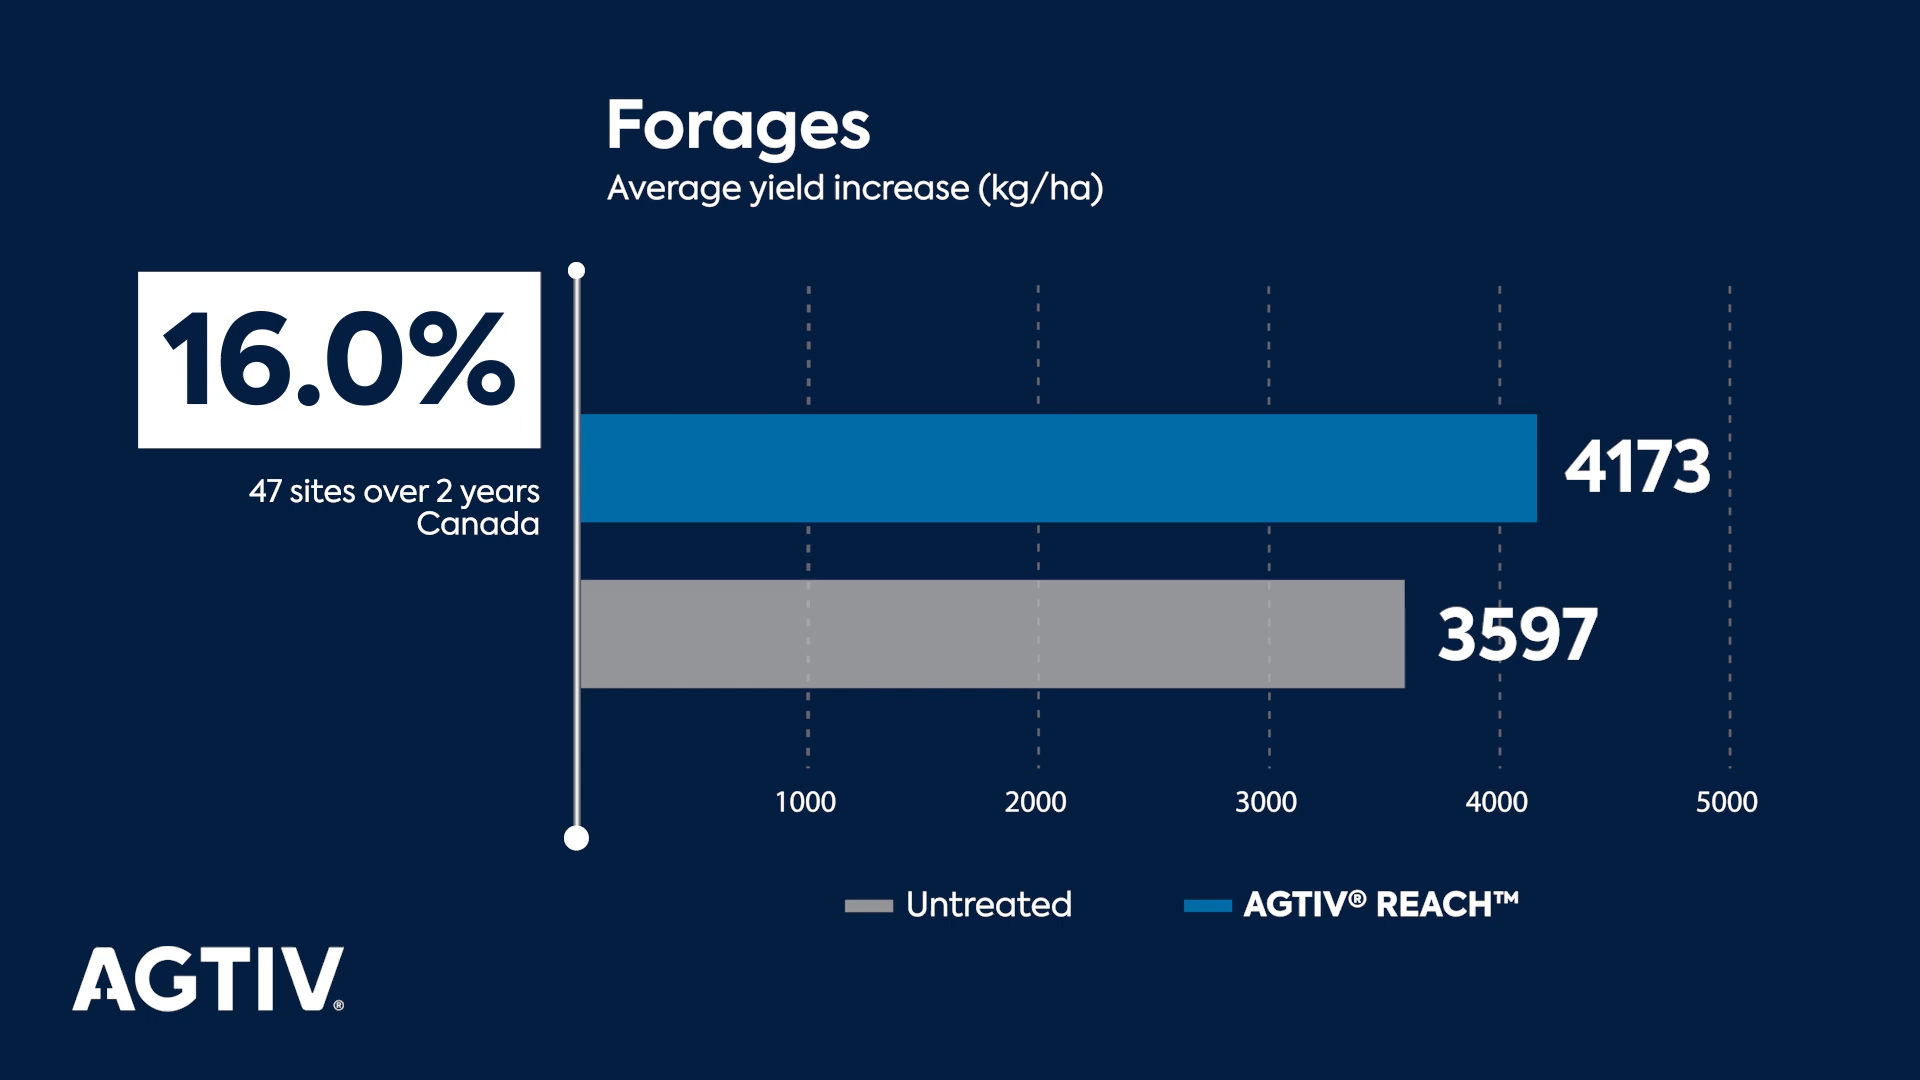 Forages
Average yield increase (kg/ha)
16.0%
47 sites over 2 years
Canada
4173
3597
1000 2000 3000 4000 5000
Untreated AGTIV® REACH™
AGTIV®